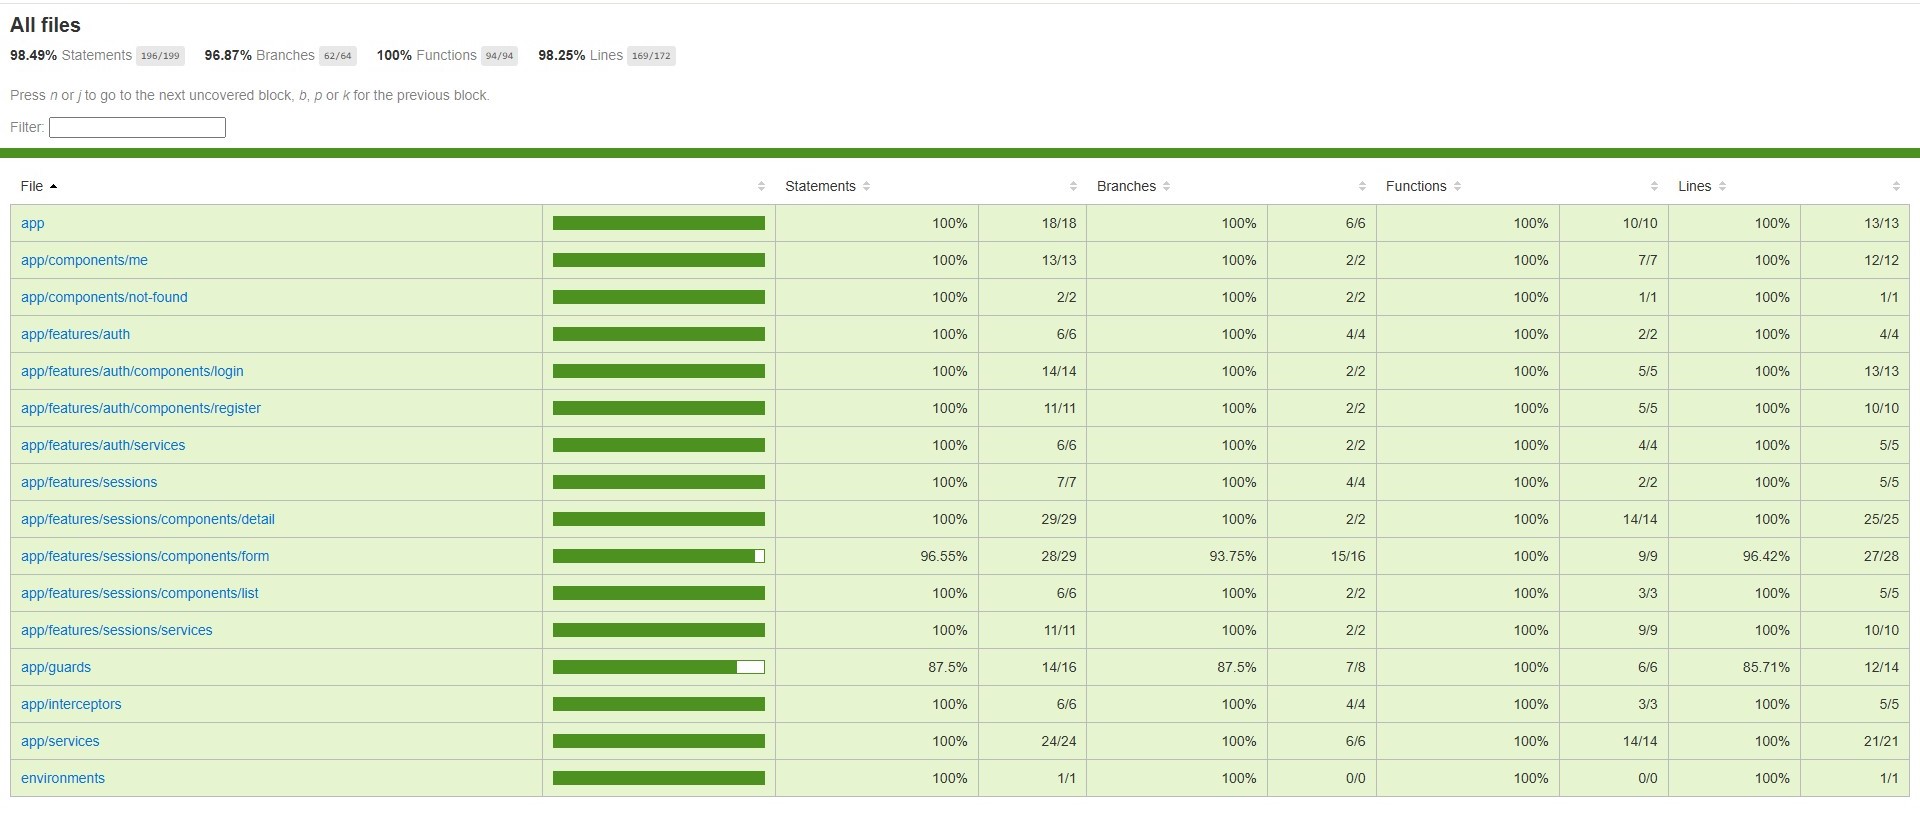 All files
98.49% Statements 196/199 96.87% Branches 62/64 100% Functions 94/94 98.25% Lines 169/172
Press n or j to go to the next uncovered block, b, p or k for the previous block.
Filter:
File Statements Branches Functions Lines
app 100% 18/18 100% 6/6 100% 10/10 100% 13/13
app/components/me 100% 13/13 100% 2/2 100% 7/7 100% 12/12
app/components/not-found 100% 2/2 100% 2/2 100% 1/1 100% 1/1
app/features/auth 100% 6/6 100% 4/4 100% 2/2 100% 4/4
app/features/auth/components/login 100% 14/14 100% 2/2 100% 5/5 100% 13/13
app/features/auth/components/register 100% 11/11 100% 2/2 100% 5/5 100% 10/10
app/features/auth/services 100% 6/6 100% 2/2 100% 4/4 100% 5/5
app/features/sessions 100% 7/7 100% 4/4 100% 2/2 100% 5/5
app/features/sessions/components/detail 100% 29/29 100% 2/2 100% 14/14 100% 25/25
app/features/sessions/components/form 96.55% 28/29 93.75% 15/16 100% 9/9 96.42% 27/28
app/features/sessions/components/list 100% 6/6 100% 2/2 100% 3/3 100% 5/5
app/features/sessions/services 100% 11/11 100% 2/2 100% 9/9 100% 10/10
app/guards 87.5% 14/16 87.5% 7/8 100% 6/6 85.71% 12/14
app/interceptors 100% 6/6 100% 4/4 100% 3/3 100% 5/5
app/services 100% 24/24 100% 6/6 100% 14/14 100% 21/21
environments 100% 1/1 100% 0/0 100% 0/0 100% 1/1